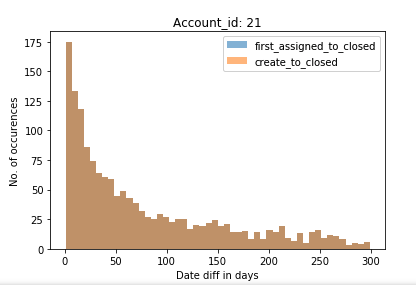 Account_id: 21
first_assigned_to_closed
create_to_closed
No. of occurences
175
150
125
100
75
50
25
0
0 50 100 150 200 250 300
Date diff in days